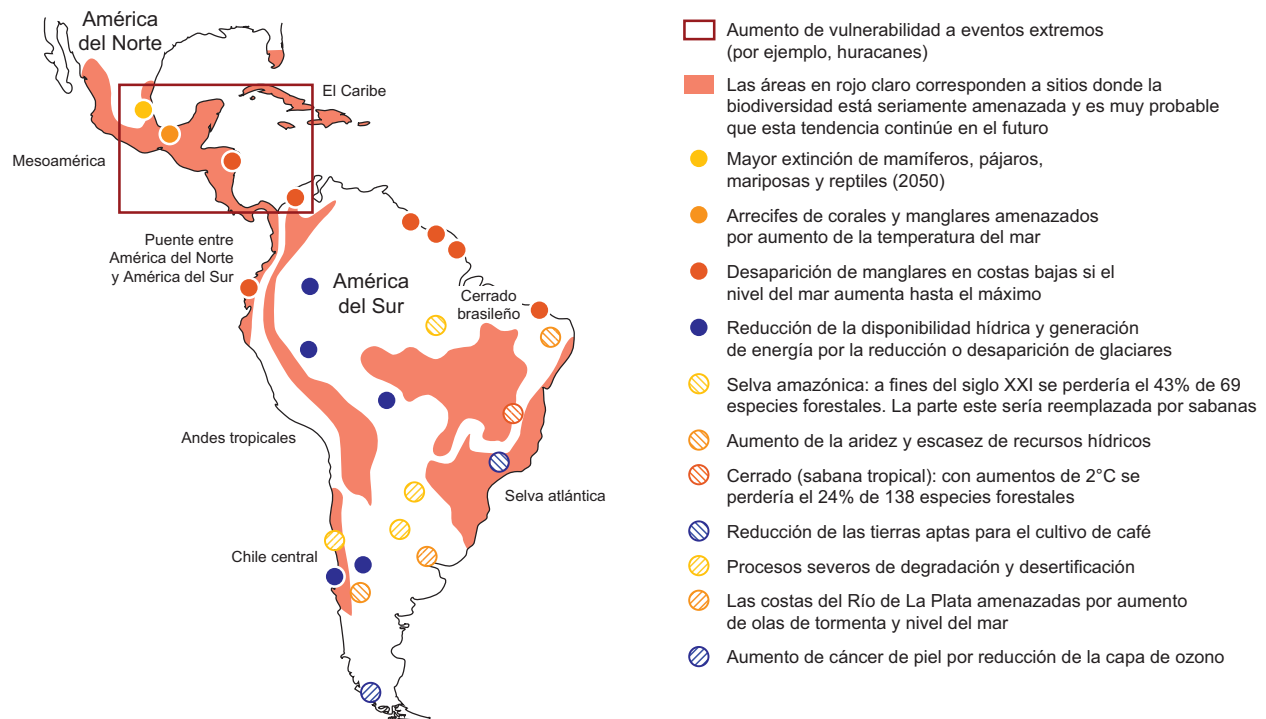 América
del Norte
El Caribe
Mesoamérica
Puente entre
América del Norte
y América del Sur
América
del Sur
Cerrado
brasileño
Andes tropicales
Selva atlántica
Chile central
Aumento de vulnerabilidad a eventos extremos
(por ejemplo, huracanes)
Las áreas en rojo claro corresponden a sitios donde la
biodiversidad está seriamente amenazada y es muy probable
que esta tendencia continúe en el futuro
Mayor extinción de mamíferos, pájaros,
mariposas y reptiles (2050)
Arrecifes de corales y manglares amenazados
por aumento de la temperatura del mar
Desaparición de manglares en costas bajas si el
nivel del mar aumenta hasta el máximo
Reducción de la disponibilidad hídrica y generación
de energía por la reducción o desaparición de glaciares
Selva amazónica: a fines del siglo XXI se perdería el 43% de 69
especies forestales. La parte este sería reemplazada por sabanas
Aumento de la aridez y escasez de recursos hídricos
Cerrado (sabana tropical): con aumentos de 2°C se
perdería el 24% de 138 especies forestales
Reducción de las tierras aptas para el cultivo de café
Procesos severos de degradación y desertificación
Las costas del Río de La Plata amenazadas por aumento
de olas de tormenta y nivel del mar
Aumento de cáncer de piel por reducción de la capa de ozono